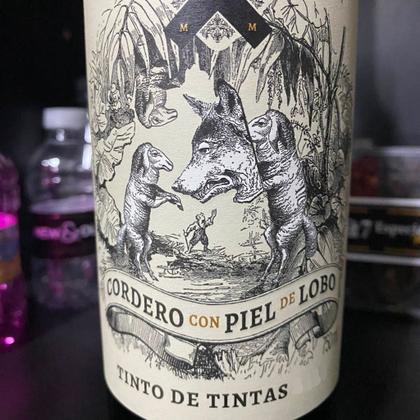 M M
CORDERO CON PIEL DE LOBO
TINTO DE TINTAS